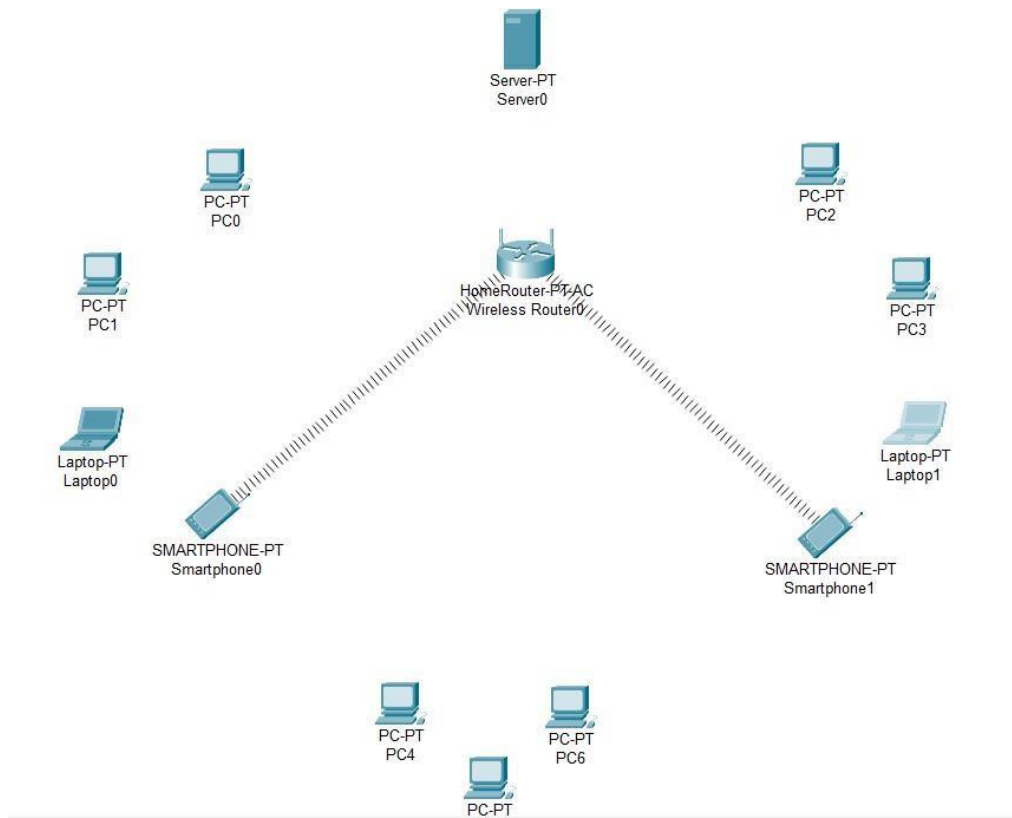 Server-PT
Server0
PC-PT
PC0
PC-PT
PC2
HomeRouter-PT-AC
Wireless Router0
PC-PT
PC1
PC-PT
PC3
Laptop-PT
Laptop0
Laptop-PT
Laptop1
SMARTPHONE-PT
Smartphone0
SMARTPHONE-PT
Smartphone1
PC-PT
PC4
PC-PT
PC6
PC-PT